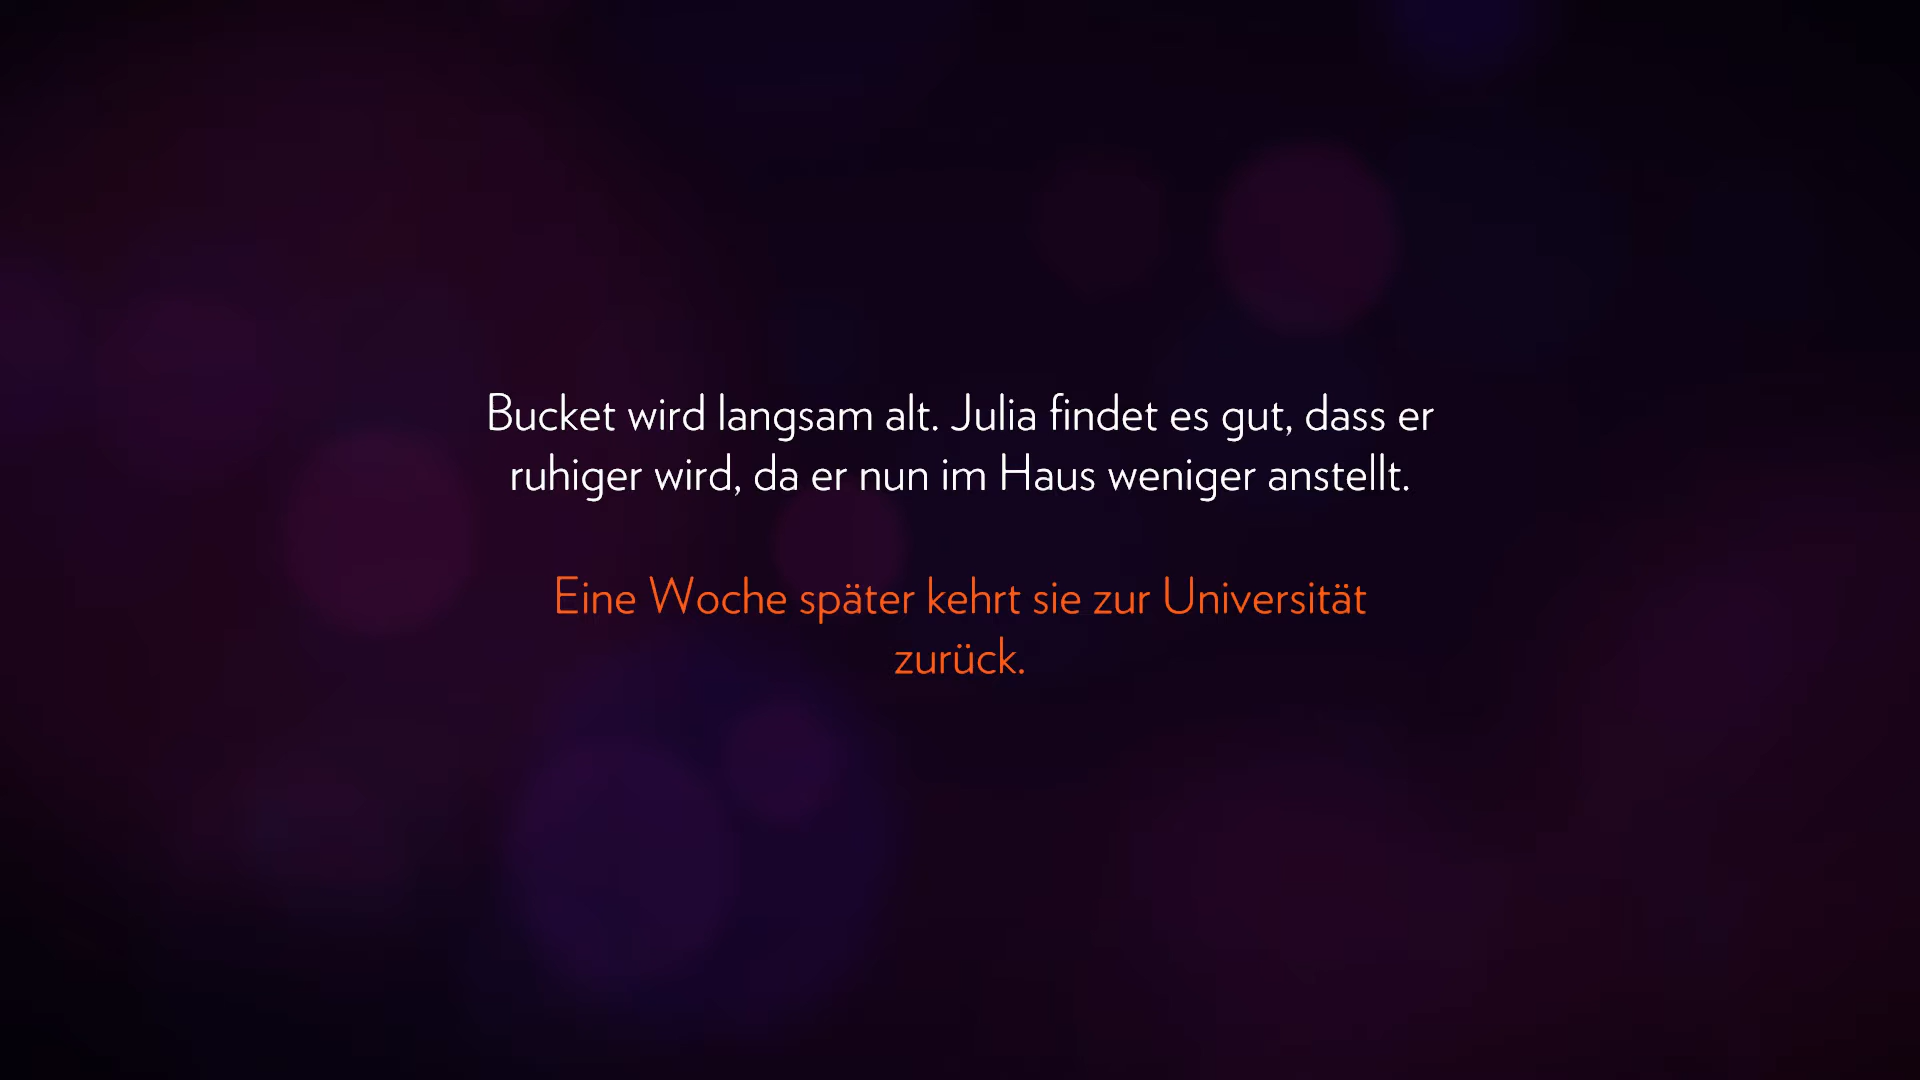 Bucket wird langsam alt. Julia findet es gut, dass er
ruhiger wird, da er nun im Haus weniger anstellt.
Eine Woche später kehrt sie zur Universität
zurück.